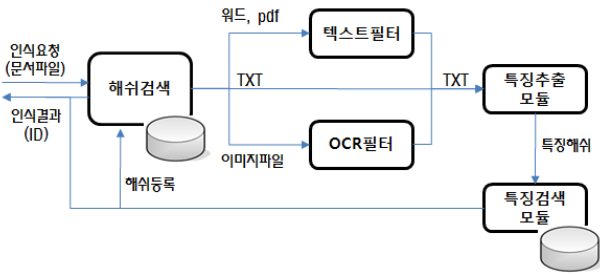 워드, pdf
텍스트필터
인식요청
(문서파일)
해쉬검색
TXT
TXT
특징추출
모듈
인식결과
(ID)
이미지파일
OCR필터
특징해쉬
해쉬등록
특징검색
모듈